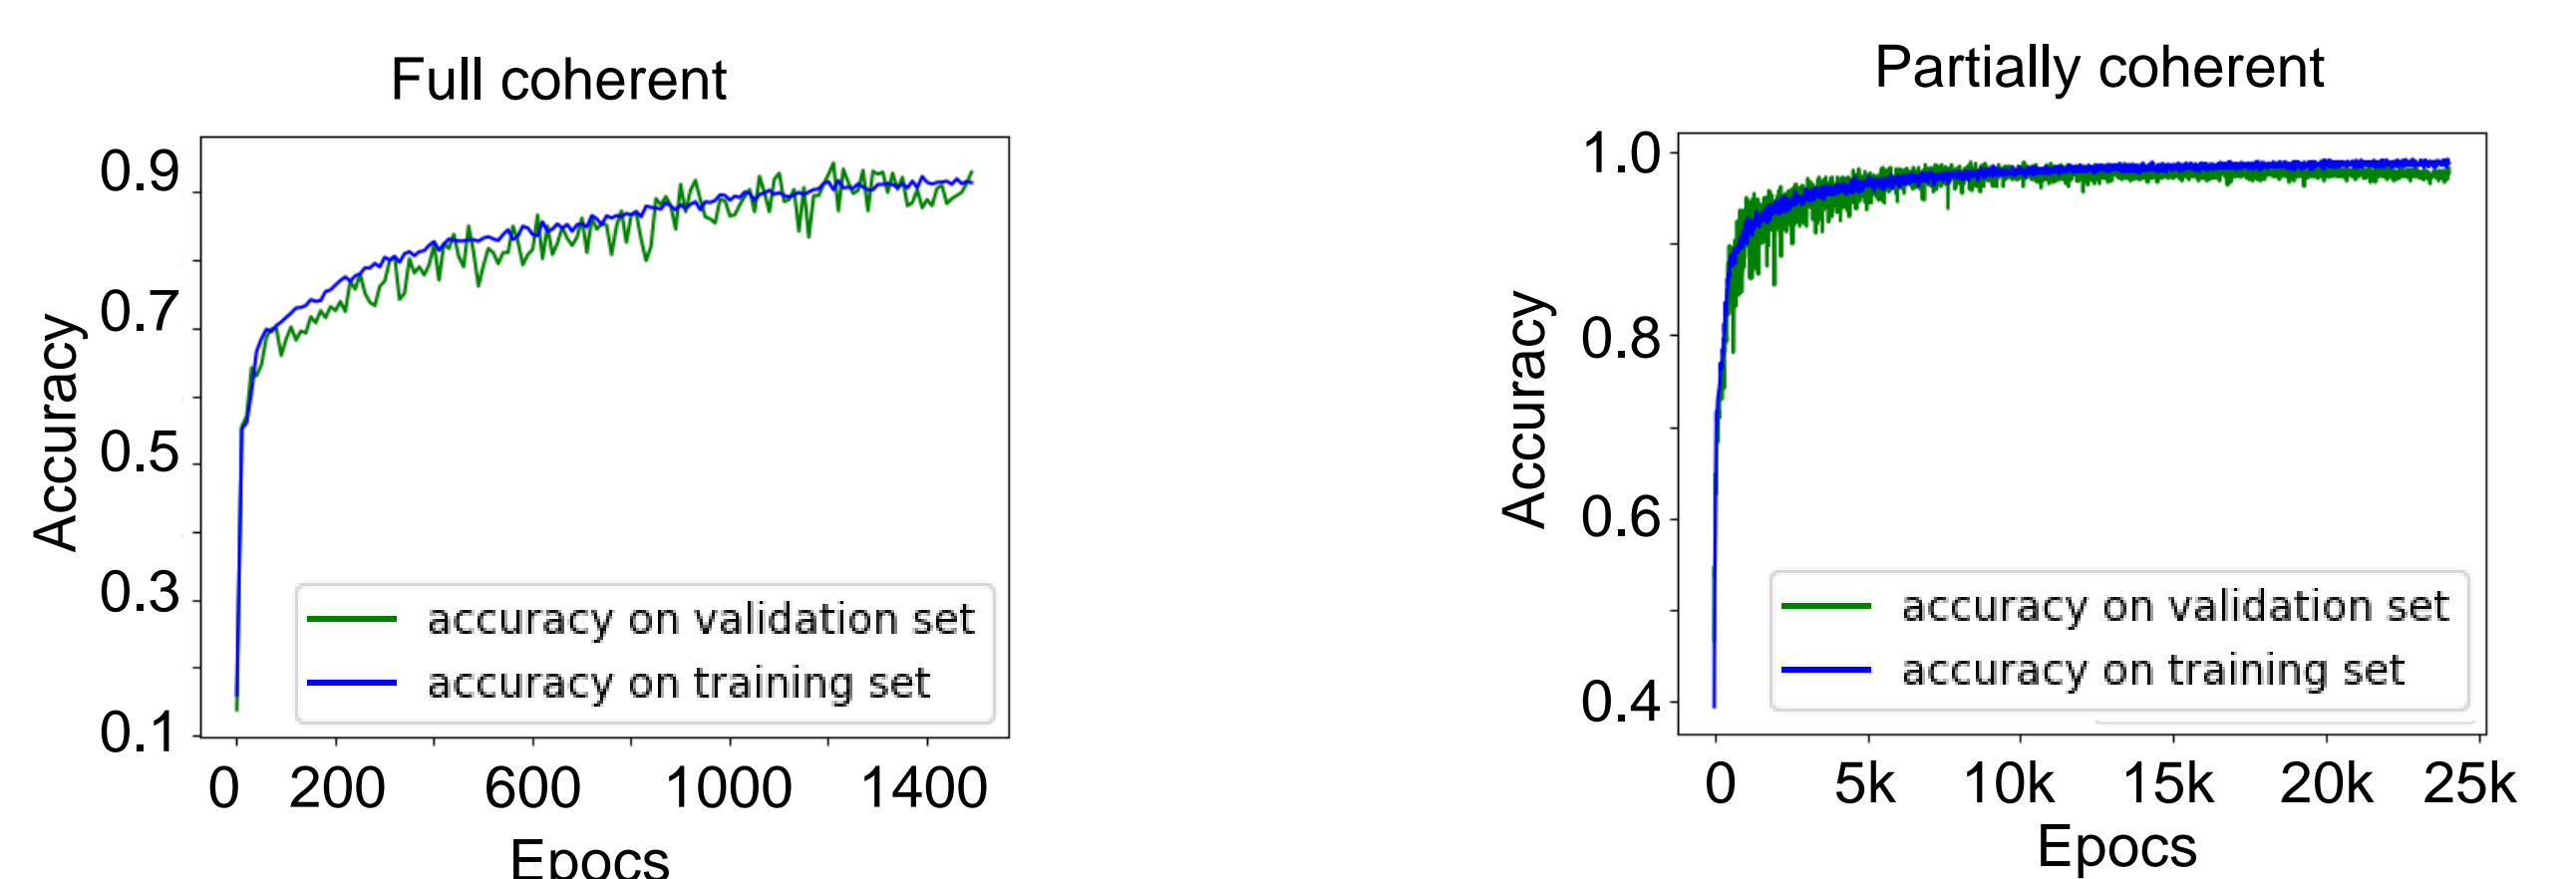 Full coherent
Accuracy
0.9
0.7
0.5
0.3
0.1
accuracy on validation set
accuracy on training set
0 200 600 1000 1400
Epocs
Partially coherent
Accuracy
1.0
0.8
0.6
0.4
accuracy on validation set
accuracy on training set
0 5k 10k 15k 20k 25k
Epocs